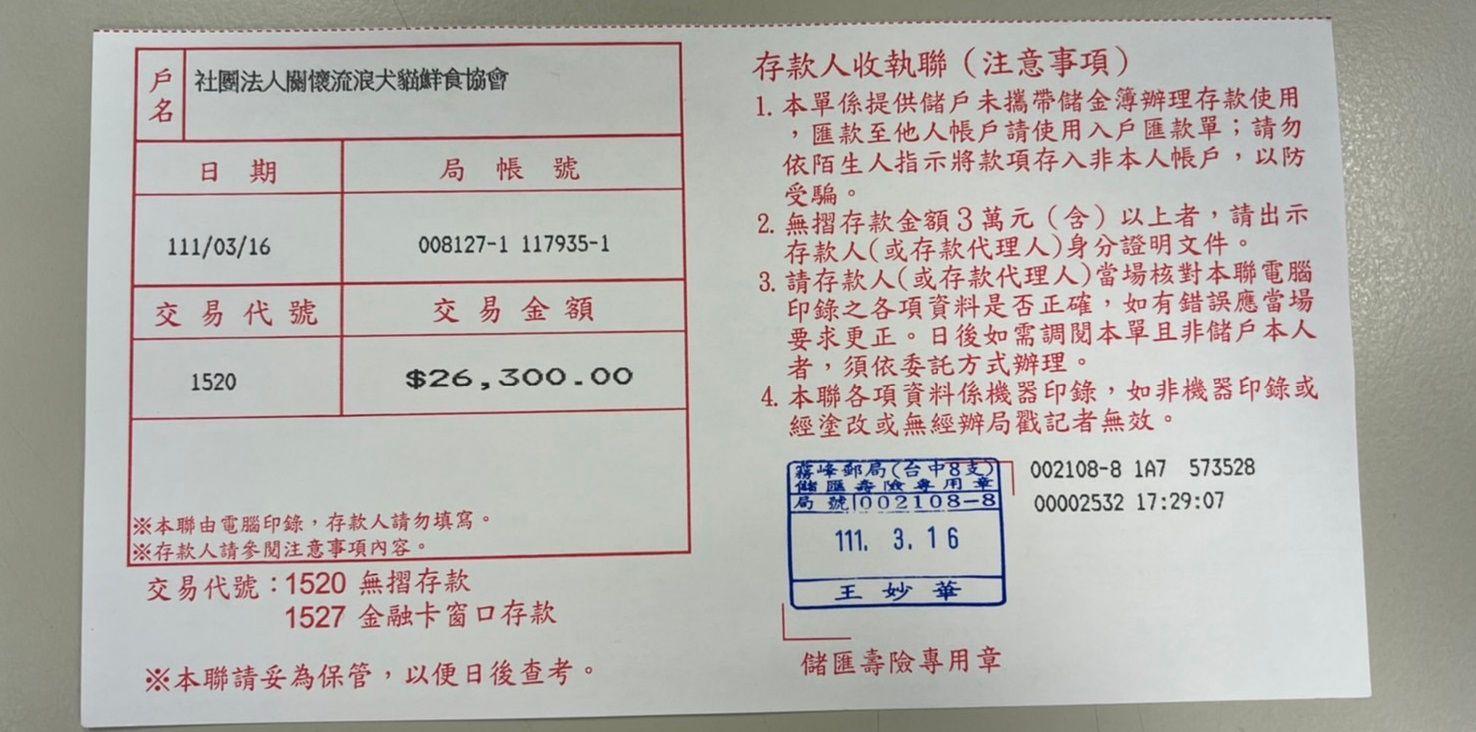 戶名
社團法人關懷流浪犬貓鮮食協會
日期
局帳號
111/03/16
008127-1 117935-1
交易代號
交易金額
1520
$26,300.00
※本聯由電腦印錄，存款人請勿填寫。
※存款人請參閱注意事項內容。
交易代號：1520 無摺存款
1527 金融卡窗口存款
※本聯請妥為保管，以便日後查考。
存款人收執聯（注意事項）
1. 本單係提供儲戶未攜帶儲金簿辦理存款使用
，匯款至他人帳戶請使用入戶匯款單；請勿
依陌生人指示將款項存入非本人帳戶，以防
受騙。
2. 無摺存款金額3萬元（含）以上者，請出示
存款人(或存款代理人)身分證明文件。
3. 請存款人(或存款代理人)當場核對本聯電腦
印錄之各項資料是否正確，如有錯誤應當場
要求更正。日後如需調閱本單且非儲戶本人
者，須依委託方式辦理。
4. 本聯各項資料係機器印錄，如非機器印錄或
經塗改或無經辦局戳記者無效。
霧峰郵局(台中8支)
儲匯壽險專用章
局號002108-8
111. 3. 16
王妙華
002108-8 1A7 573528
00002532 17:29:07
儲匯壽險專用章